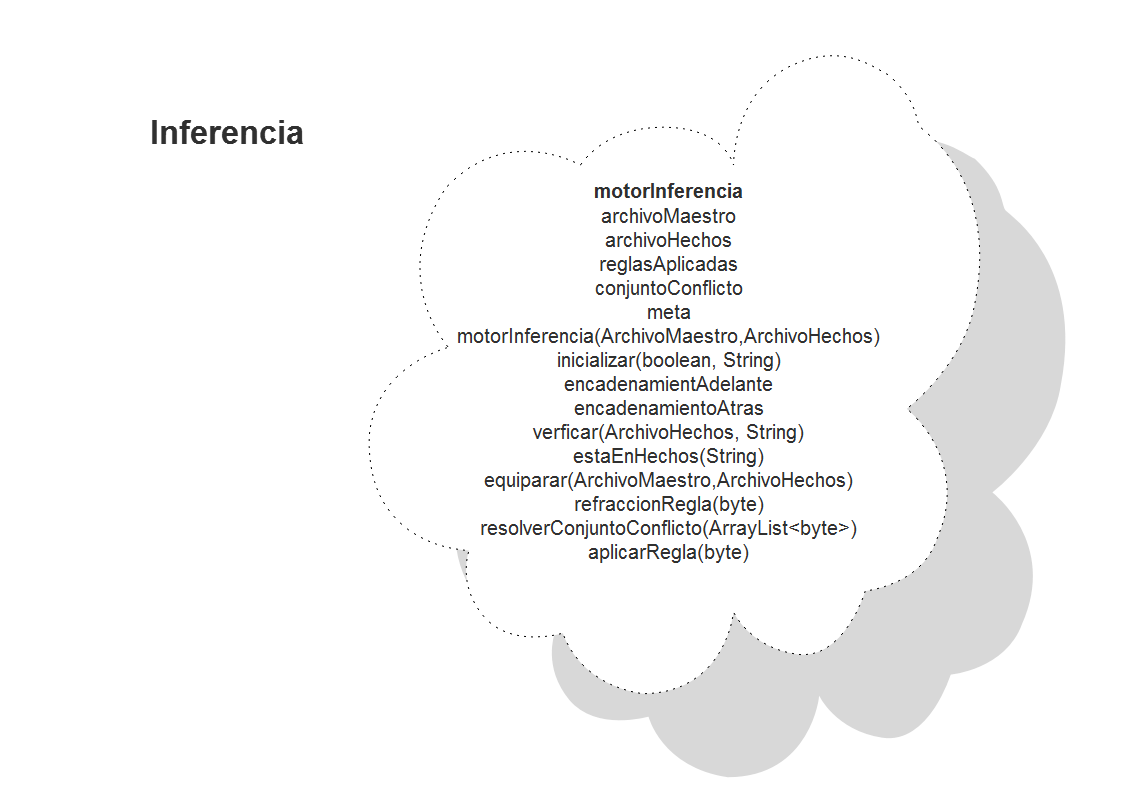 Inferencia
motorInferencia
archivoMaestro
archivoHechos
reglasAplicadas
conjuntoConflicto
meta
motorInferencia(ArchivoMaestro,ArchivoHechos)
inicializar(boolean, String)
encadenamientAdelante
encadenamientoAtras
verficar(ArchivoHechos, String)
estaEnHechos(String)
equiparar(ArchivoMaestro,ArchivoHechos)
refraccionRegla(byte)
resolverConjuntoConflicto(ArrayList<byte>)
aplicarRegla(byte)